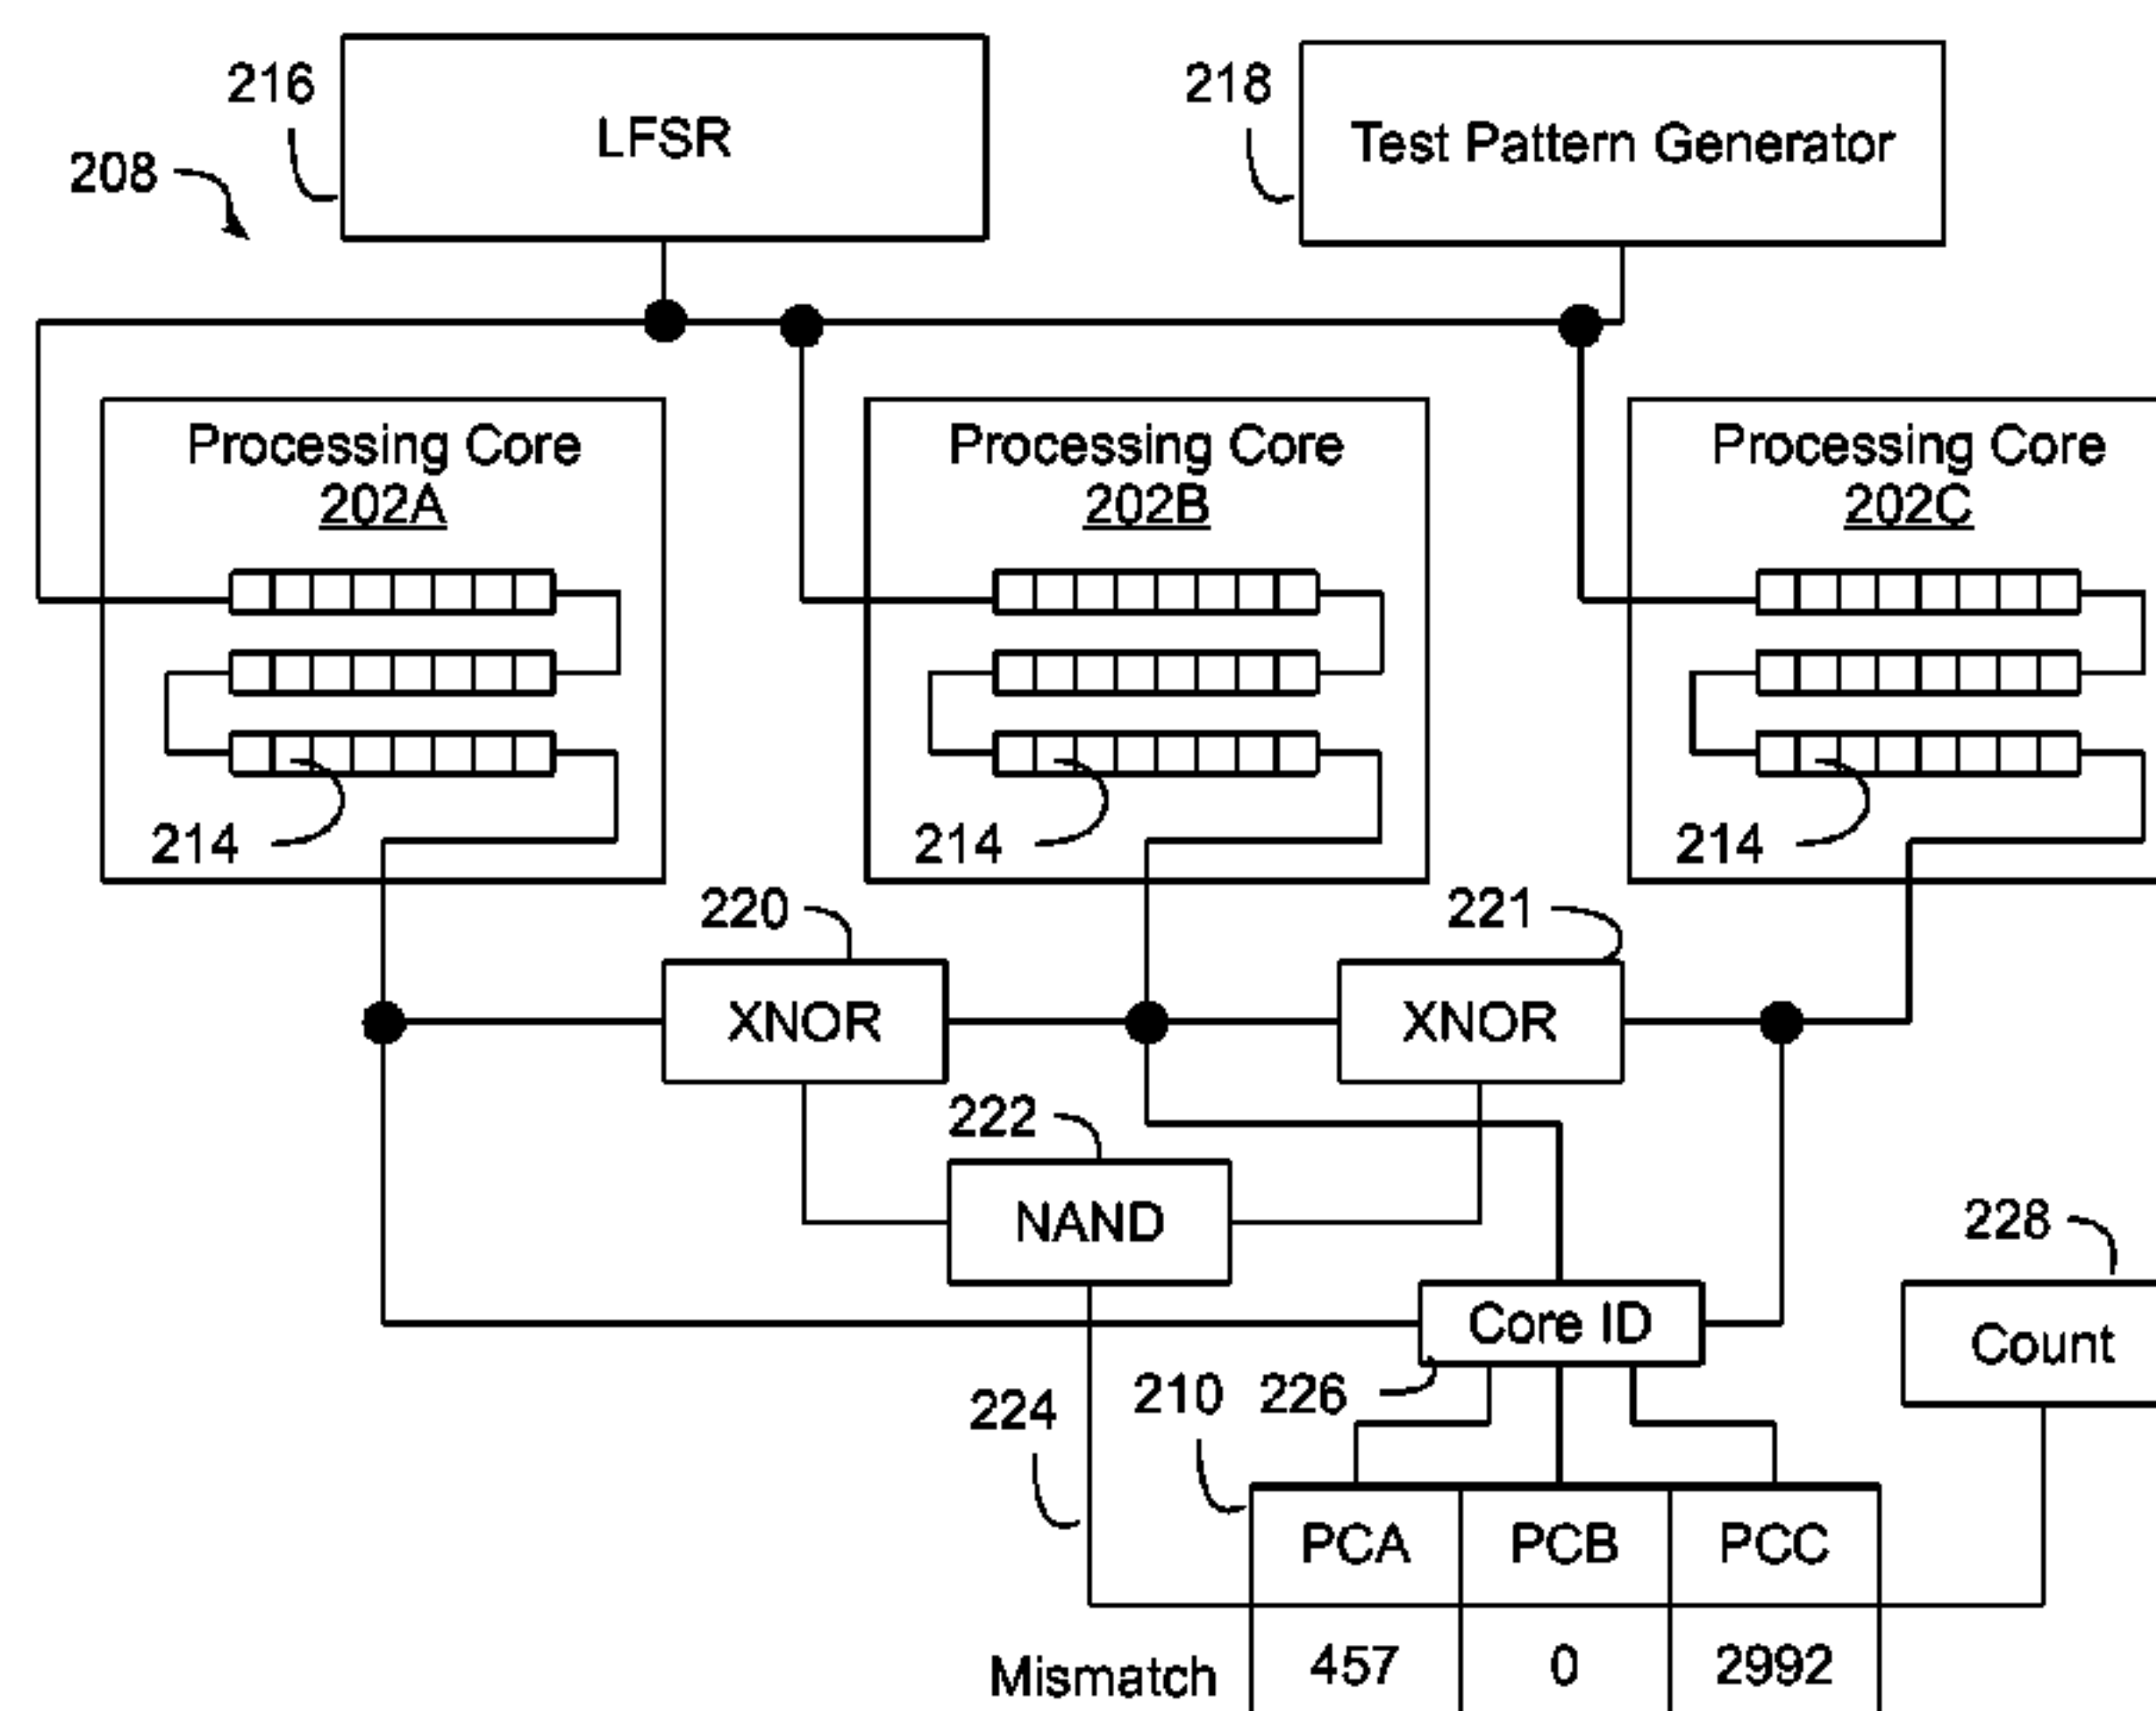 216
LFSR
218
Test Pattern Generator
208
Processing Core
202A
Processing Core
202B
Processing Core
202C
214
214
214
220
221
XNOR
XNOR
222
NAND
228
Core ID
Count
224
210
226
PCA
PCB
PCC
Mismatch
457
0
2992